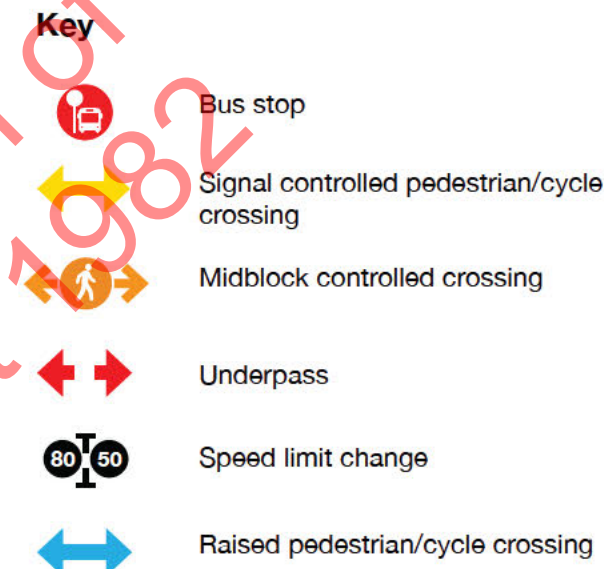 Key
Bus stop
Signal controlled pedestrian/cycle
crossing
Midblock controlled crossing
Underpass
80 50
Speed limit change
Raised pedestrian/cycle crossing
1982